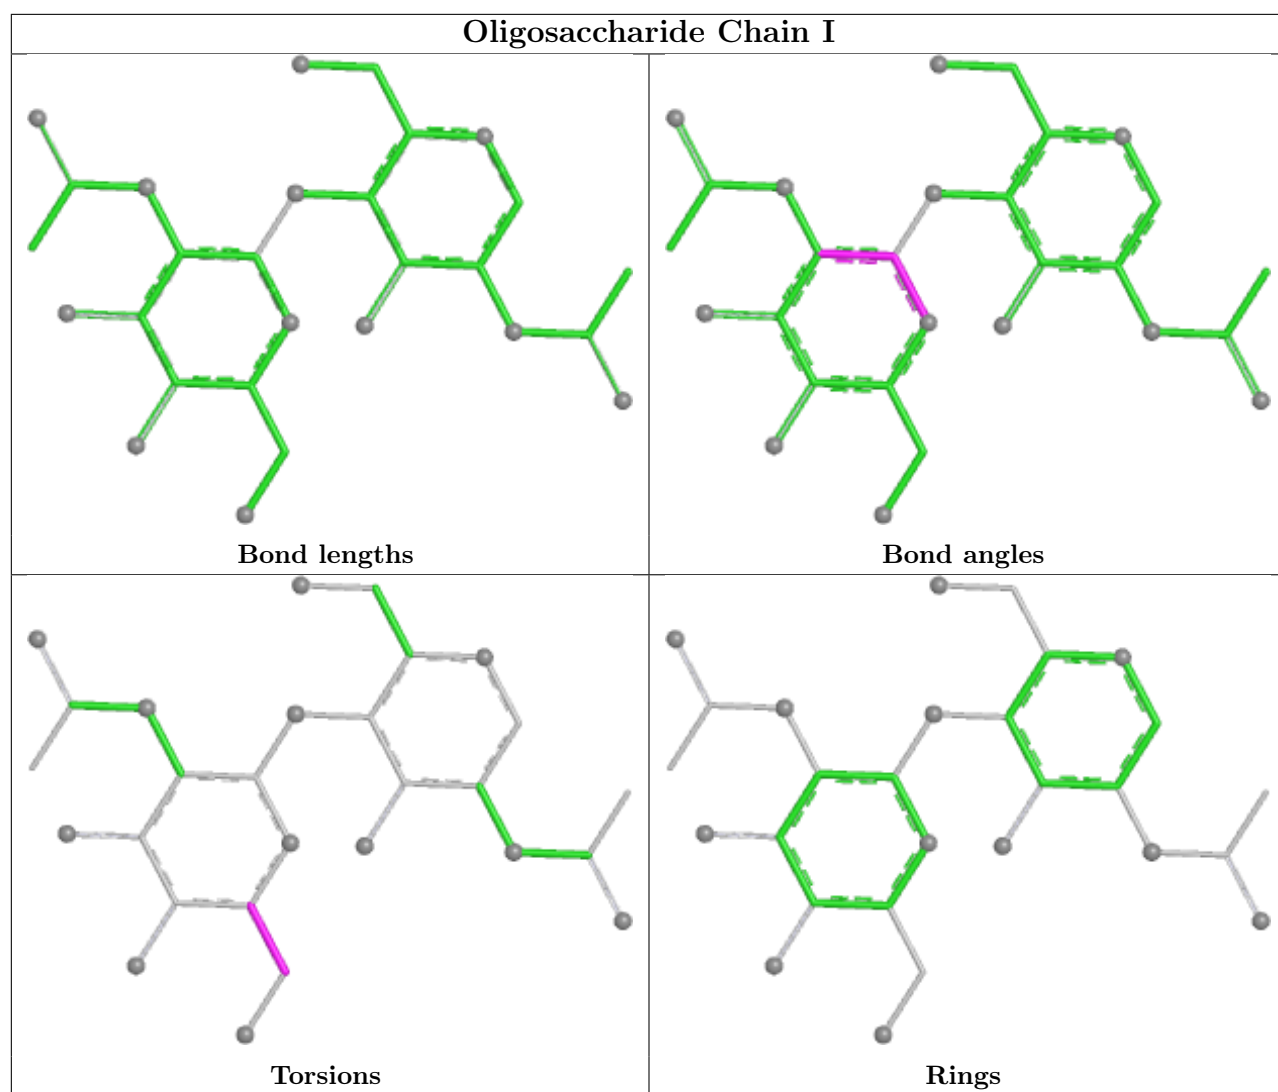 Oligosaccharide Chain I
Bond lengths
Bond angles
Torsions
Rings